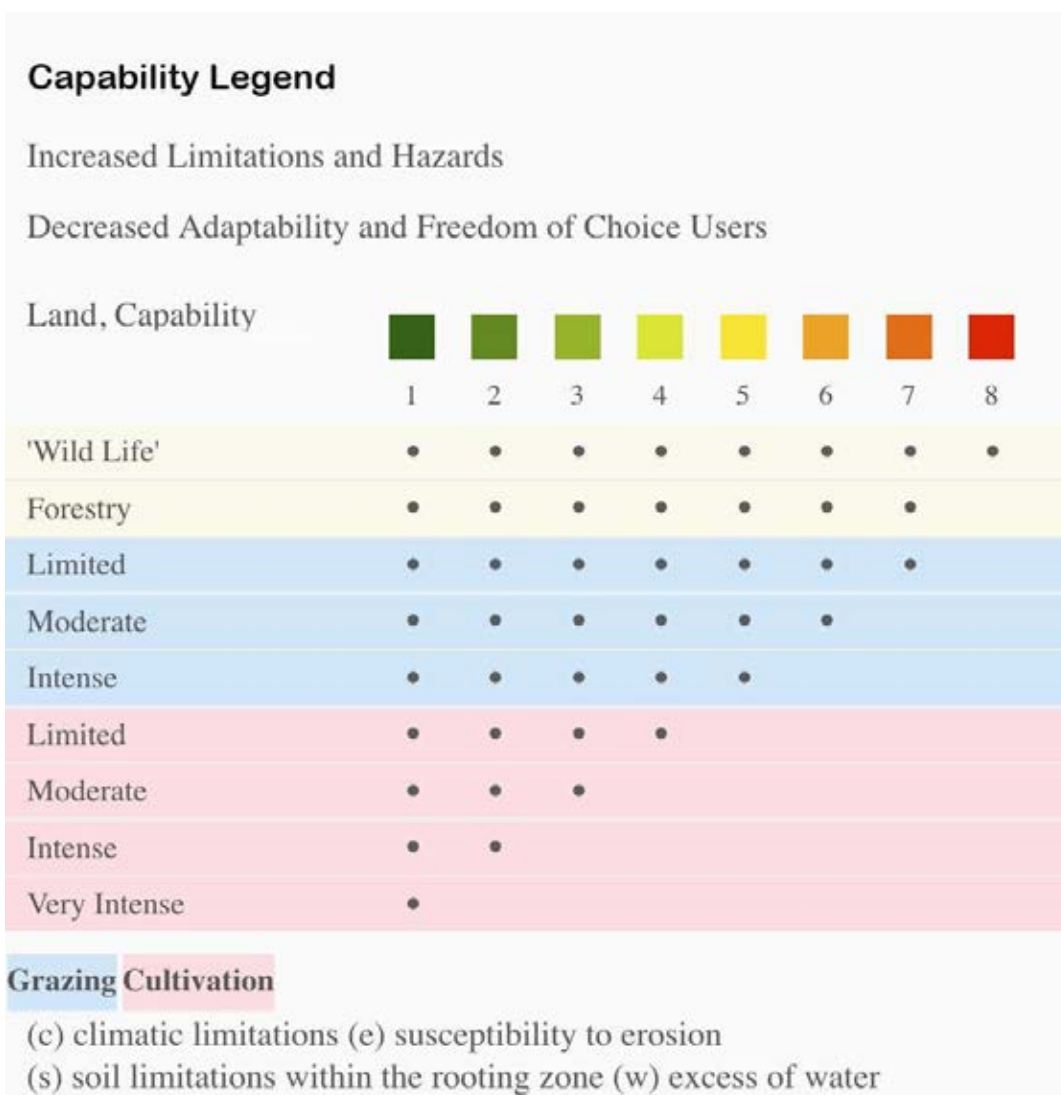 Capability Legend
Increased Limitations and Hazards
Decreased Adaptability and Freedom of Choice Users
Land, Capability
1 2 3 4 5 6 7 8
'Wild Life'
Forestry
Limited
Moderate
Intense
Limited
Moderate
Intense
Very Intense
Grazing Cultivation
(c) climatic limitations (e) susceptibility to erosion
(s) soil limitations within the rooting zone (w) excess of water